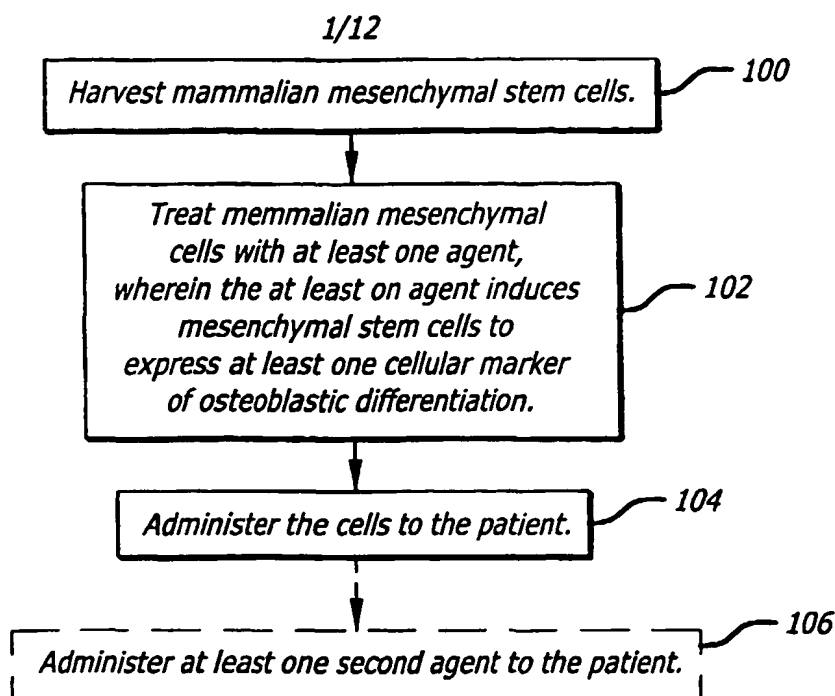 1/12
Harvest mammalian mesenchymal stem cells.
100
Treat memmalian mesenchymal
cells with at least one agent,
wherein the at least on agent induces
mesenchymal stem cells to
express at least one cellular marker
of osteoblastic differentiation.
102
Administer the cells to the patient.
104
Administer at least one second agent to the patient.
106